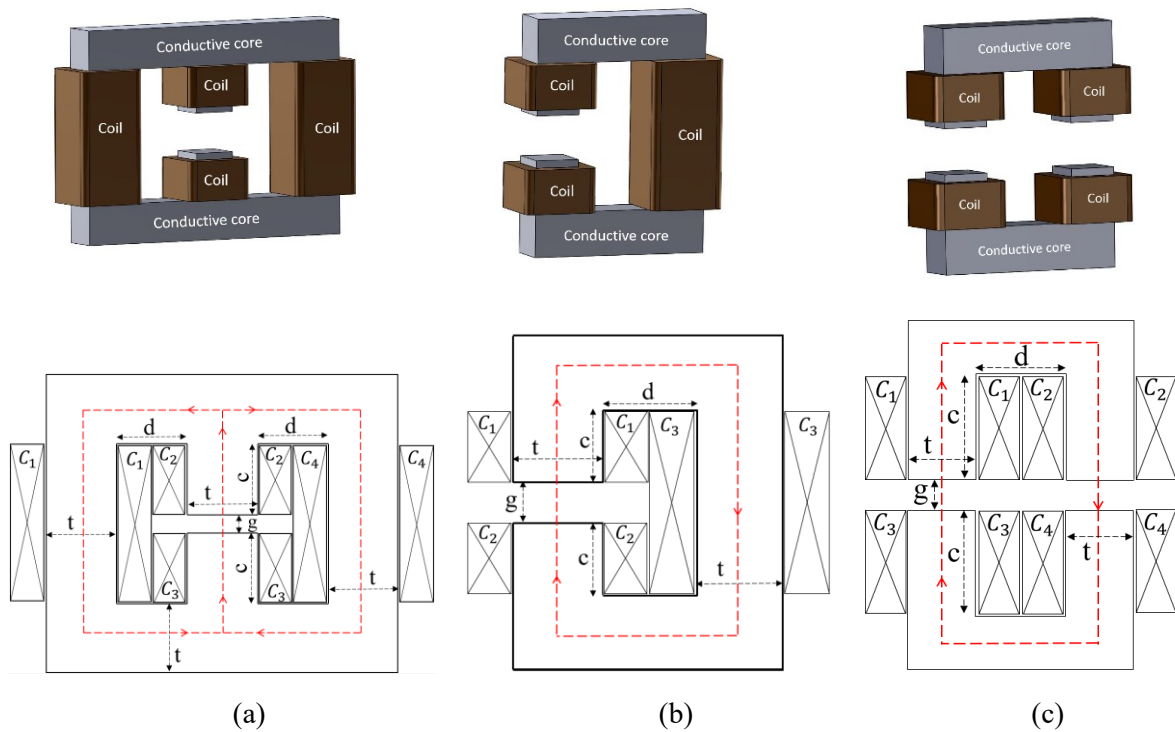 Conductive core
Coil
Coil
Coil
Coil
Conductive core
Conductive core
Coil
Coil
Coil
Conductive core
Conductive core
Coil
Coil
Coil
Coil
Conductive core
d
d
C₁
C₁
C₂
C₂
C₄
C₄
c
t
g
t
c
t
C₃
C₃
t
d
C₁
C₁
C₃
C₃
c
t
g
C₂
C₂
c
t
d
C₁
C₁
C₂
C₂
c
t
g
C₃
C₃
C₄
C₄
c
t
(a)
(b)
(c)